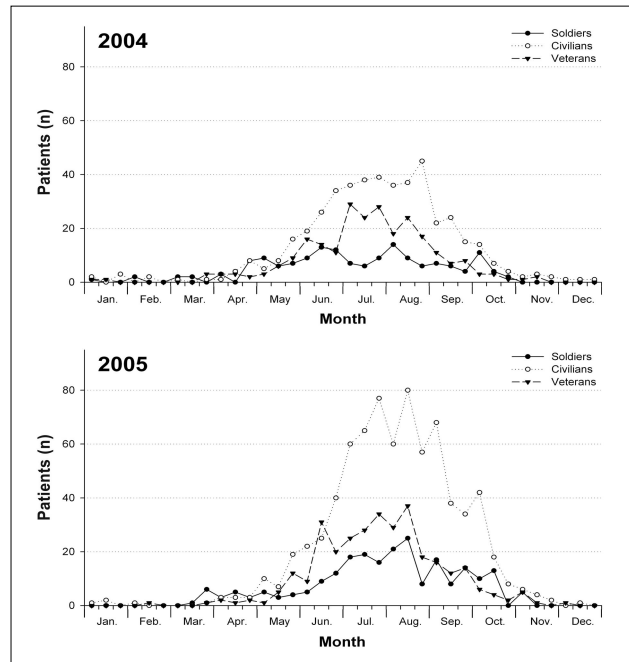 2004
Soldiers
Civilians
Veterans
Patients (n)
80
60
40
20
0
Jan. Feb. Mar. Apr. May Jun. Jul. Aug. Sep. Oct. Nov. Dec.
Month
2005
Soldiers
Civilians
Veterans
Patients (n)
80
60
40
20
0
Jan. Feb. Mar. Apr. May Jun. Jul. Aug. Sep. Oct. Nov. Dec.
Month